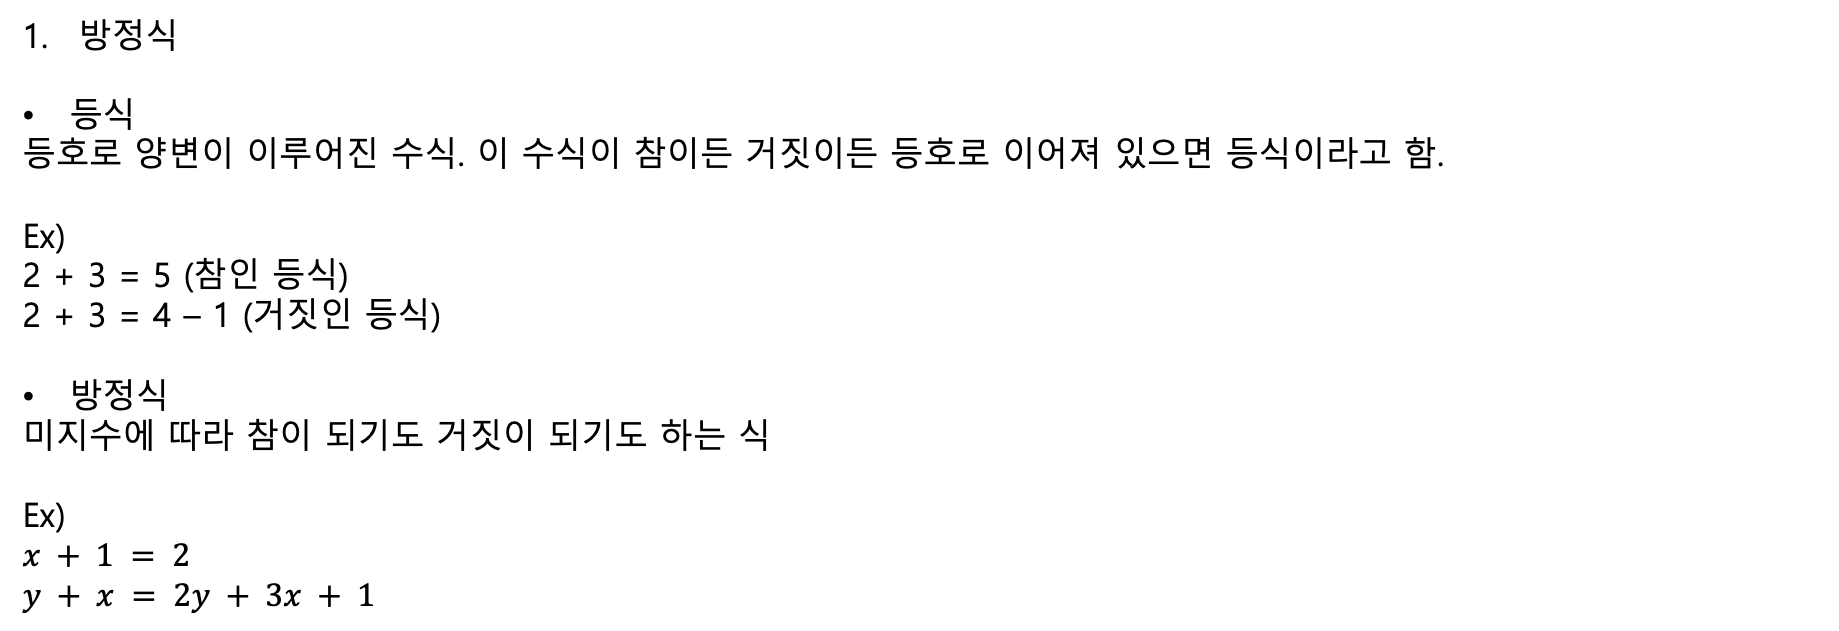 1. 방정식
• 등식
등호로 양변이 이루어진 수식. 이 수식이 참이든 거짓이든 등호로 이어져 있으면 등식이라고 함.
Ex)
2 + 3 = 5 (참인 등식)
2 + 3 = 4 – 1 (거짓인 등식)
• 방정식
미지수에 따라 참이 되기도 거짓이 되기도 하는 식
Ex)
x + 1 = 2
y + x = 2y + 3x + 1